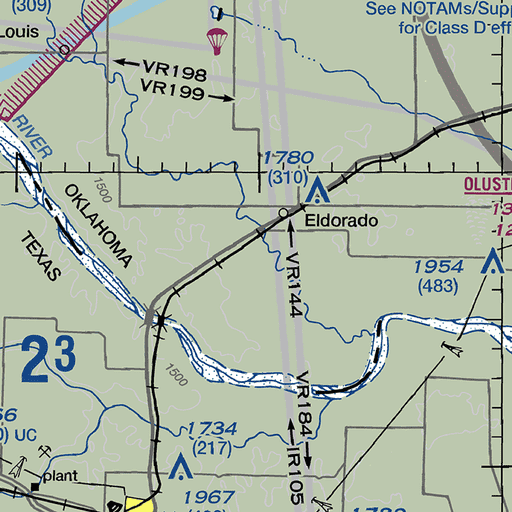 (309)
See NOTAMs/Supp
for Class D eff
Louis
VR198
VR199
RIVER
1780
(310)
1500
OKLAHOMA
OLUSTE
Eldorado
TEXAS
1954
(483)
VR144
23
1500
VR184
1734
(217)
UC
IR105
plant
1967